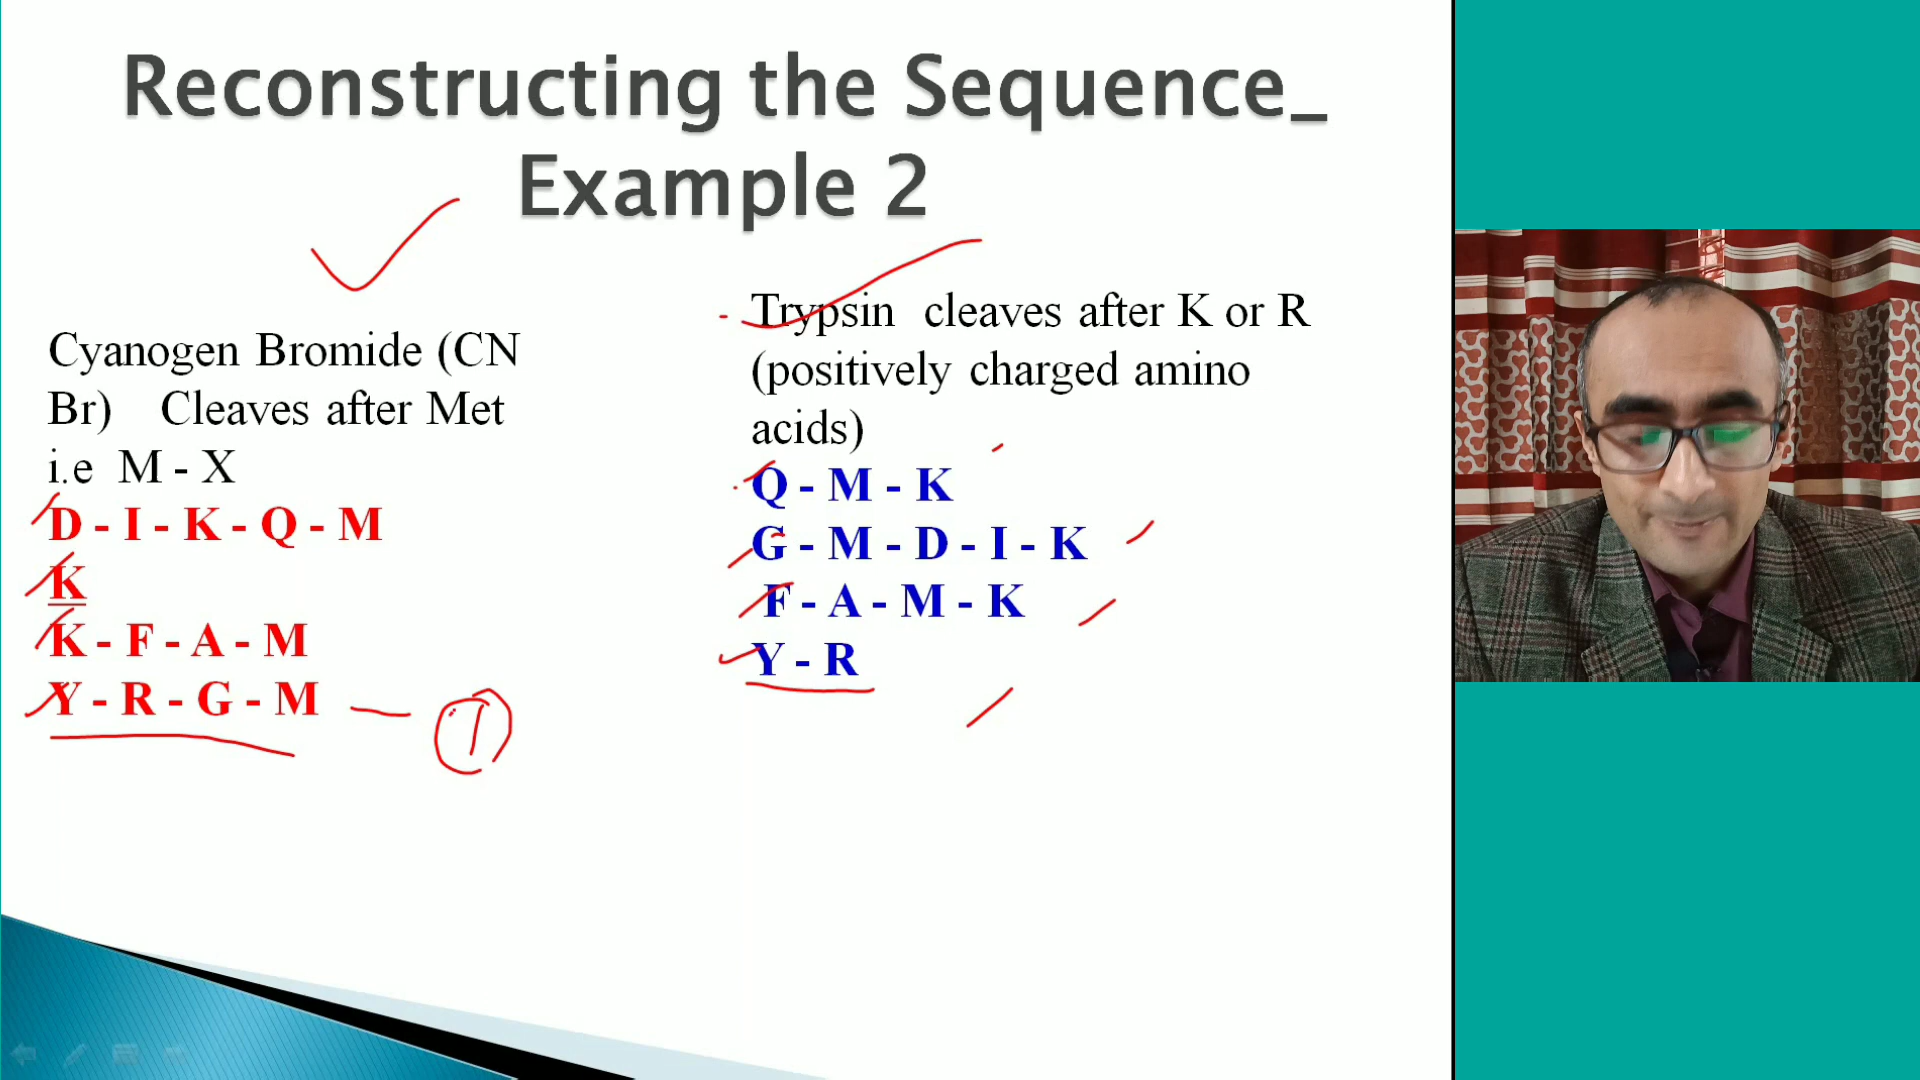 Reconstructing the Sequence_
Example 2
Cyanogen Bromide (CN
Br) Cleaves after Met
i.e M - X
D - I - K - Q - M
K
K - F - A - M
Y - R - G - M
1
Trypsin cleaves after K or R
(positively charged amino
acids)
Q - M - K
G - M - D - I - K
F - A - M - K
Y - R